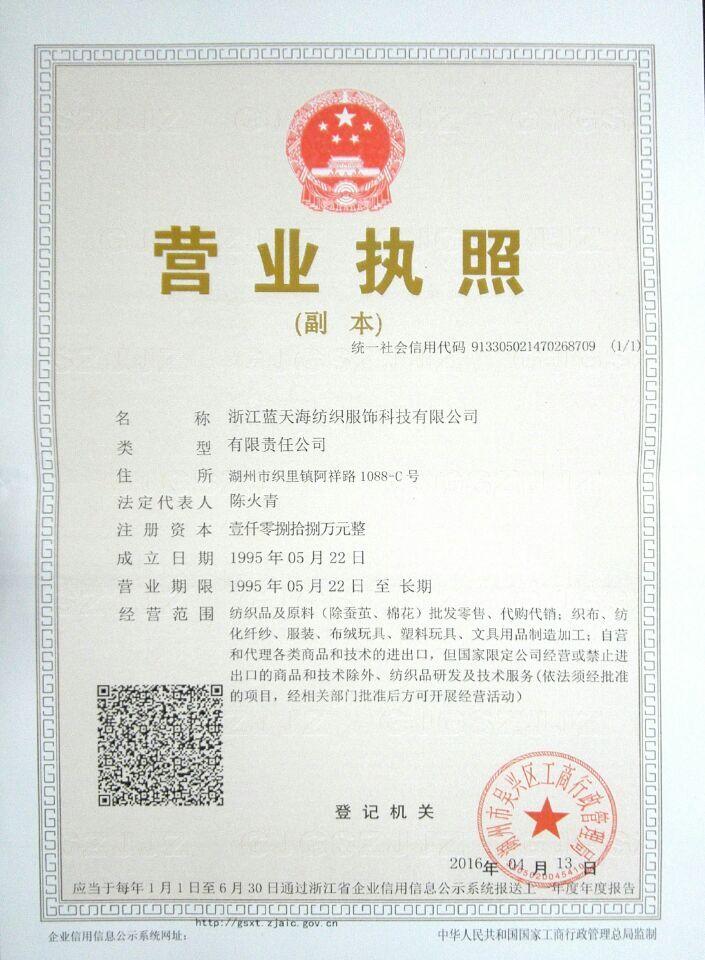 营业执照
(副 本)
统一社会信用代码 913305021470268709 (1/1)
名 称 浙江蓝天海纺织服饰科技有限公司
类 型 有限责任公司
住 所 湖州市织里镇阿祥路1088-C号
法定代表人 陈火青
注册资本 壹仟零捌拾捌万元整
成立日期 1995年05月22日
营业期限 1995年05月22日 至 长期
经营范围 纺织品及原料（除蚕茧、棉花）批发零售、代购代销；织布、纺
化纤纱、服装、布绒玩具、塑料玩具、文具用品制造加工；自营
和代理各类商品和技术的进出口，但国家限定公司经营或禁止进
出口的商品和技术除外、纺织品研发及技术服务(依法须经批准
的项目，经相关部门批准后方可开展经营活动)
登记机关
湖州市吴兴区工商行政管理局
2016年 04月 13日
应当于每年1月1日至6月30日通过浙江省企业信用信息公示系统报送上一年度年度报告
http://gsxt.zjaic.gov.cn
企业信用信息公示系统网址：
中华人民共和国国家工商行政管理总局监制